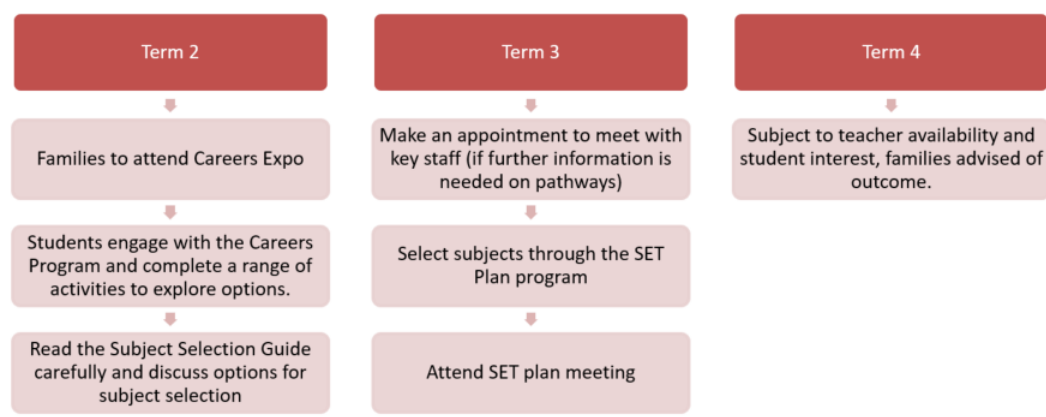 Term 2
Families to attend Careers Expo
Students engage with the Careers
Program and complete a range of
activities to explore options.
Read the Subject Selection Guide
carefully and discuss options for
subject selection
Term 3
Make an appointment to meet with
key staff (if further information is
needed on pathways)
Select subjects through the SET
Plan program
Attend SET plan meeting
Term 4
Subject to teacher availability and
student interest, families advised of
outcome.